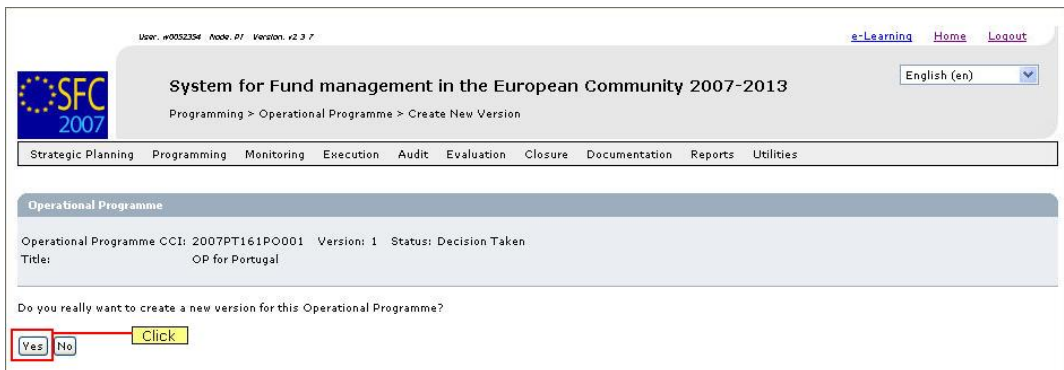 User. w0052354 Node. P1 Version. v2 3 7
e-Learning Home Logout
SFC
2007
System for Fund management in the European Community 2007-2013
English (en)
Programming > Operational Programme > Create New Version
Strategic Planning Programming Monitoring Execution Audit Evaluation Closure Documentation Reports Utilities
Operational Programme
Operational Programme CCI: 2007PT161PO001 Version: 1 Status: Decision Taken
Title: OP for Portugal
Do you really want to create a new version for this Operational Programme?
Yes No Click